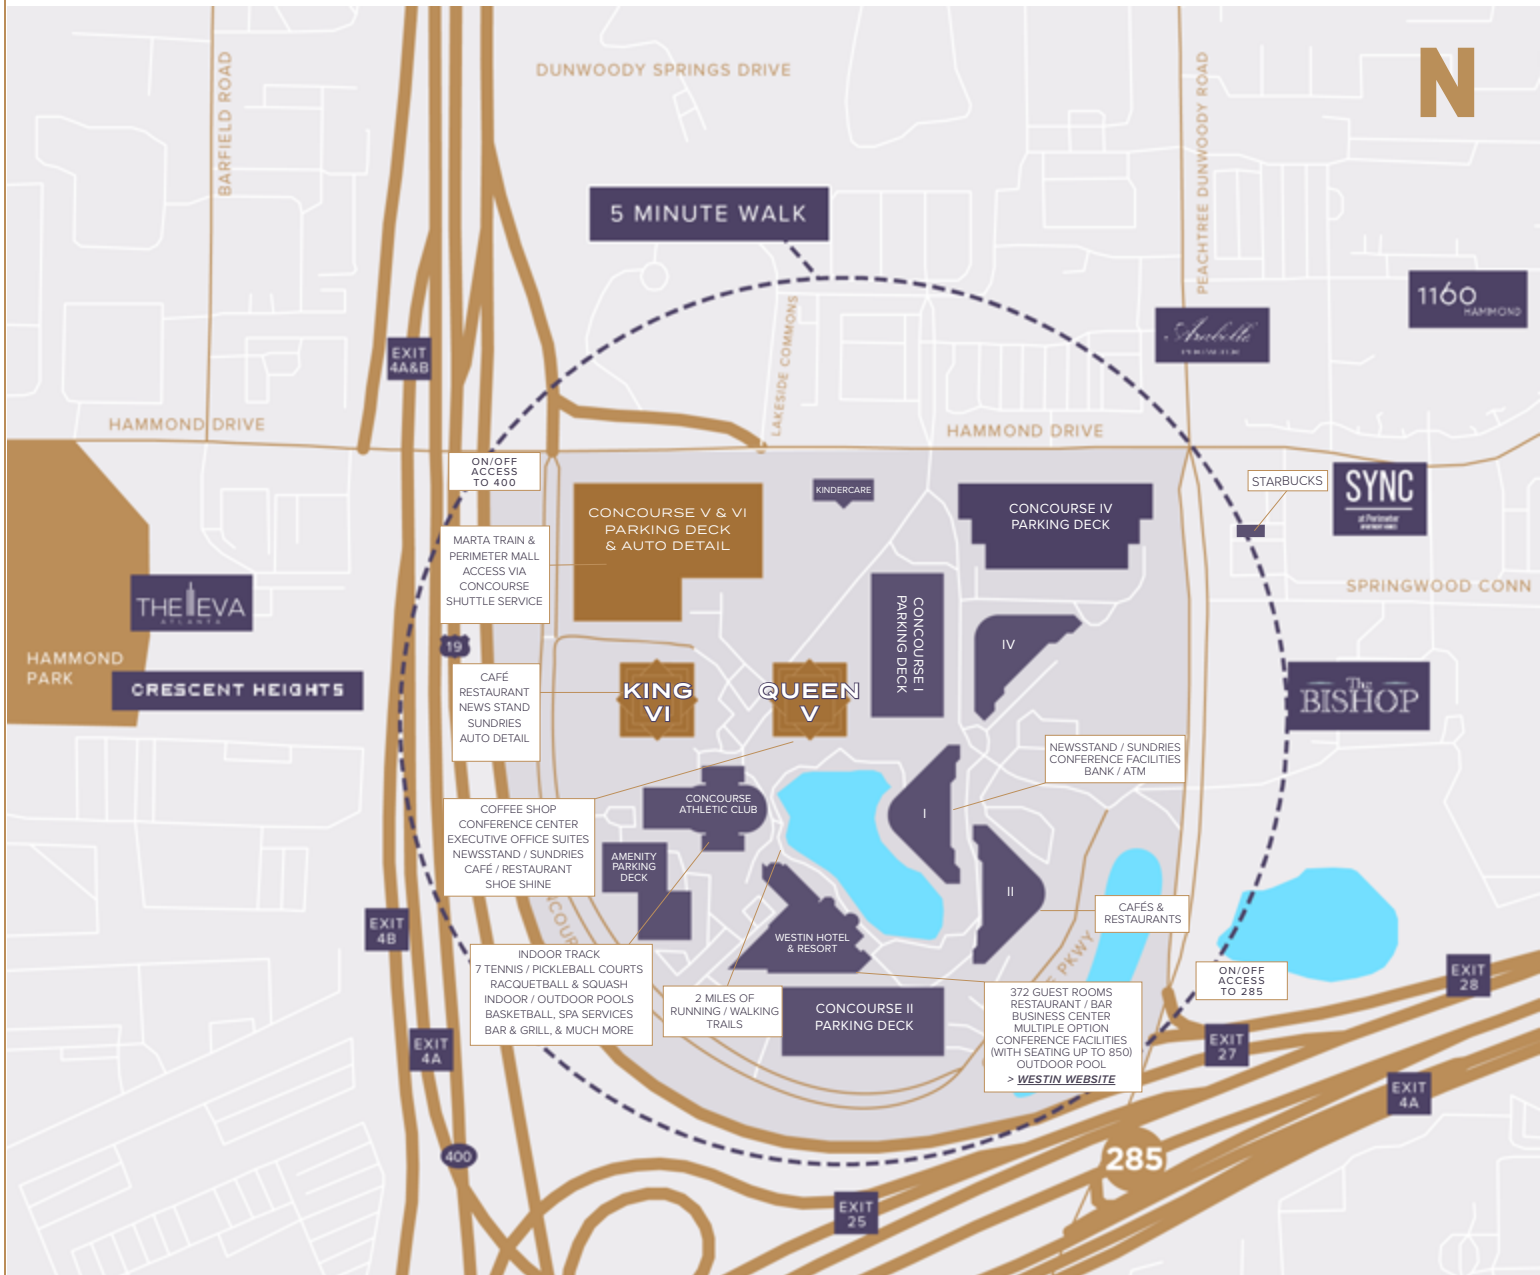 DUNWOODY SPRINGS DRIVE
BARFIELD ROAD
PEACHTREE DUNWOODY ROAD
N
5 MINUTE WALK
LAKESIDE COMMONS
1160
HAMMOND
Arabelle
EXIT
4A&B
HAMMOND DRIVE
HAMMOND DRIVE
ON/OFF
ACCESS
TO 400
STARBUCKS
SYNC
at Perimeter
KINDERCARE
CONCOURSE V & VI
PARKING DECK
& AUTO DETAIL
CONCOURSE IV
PARKING DECK
MARTA TRAIN &
PERIMETER MALL
ACCESS VIA
CONCOURSE
SHUTTLE SERVICE
CONCOURSE I
PARKING DECK
SPRINGWOOD CONN
THE EVA
ATLANTA
19
IV
HAMMOND
PARK
CRESCENT HEIGHTS
CAFÉ
RESTAURANT
NEWS STAND
SUNDRIES
AUTO DETAIL
KING
VI
QUEEN
V
The
BISHOP
NEWSSTAND / SUNDRIES
CONFERENCE FACILITIES
BANK / ATM
CONCOURSE
ATHLETIC CLUB
I
COFFEE SHOP
CONFERENCE CENTER
EXECUTIVE OFFICE SUITES
NEWSSTAND / SUNDRIES
CAFÉ / RESTAURANT
SHOE SHINE
AMENITY
PARKING
DECK
II
CAFÉS &
RESTAURANTS
EXIT
4B
NCOUR
WESTIN HOTEL
& RESORT
E PKWY
INDOOR TRACK
7 TENNIS / PICKLEBALL COURTS
RACQUETBALL & SQUASH
INDOOR / OUTDOOR POOLS
BASKETBALL, SPA SERVICES
BAR & GRILL, & MUCH MORE
2 MILES OF
RUNNING / WALKING
TRAILS
CONCOURSE II
PARKING DECK
372 GUEST ROOMS
RESTAURANT / BAR
BUSINESS CENTER
MULTIPLE OPTION
CONFERENCE FACILITIES
(WITH SEATING UP TO 850)
OUTDOOR POOL
> WESTIN WEBSITE
ON/OFF
ACCESS
TO 285
EXIT
28
EXIT
4A
EXIT
27
EXIT
4A
400
285
EXIT
25